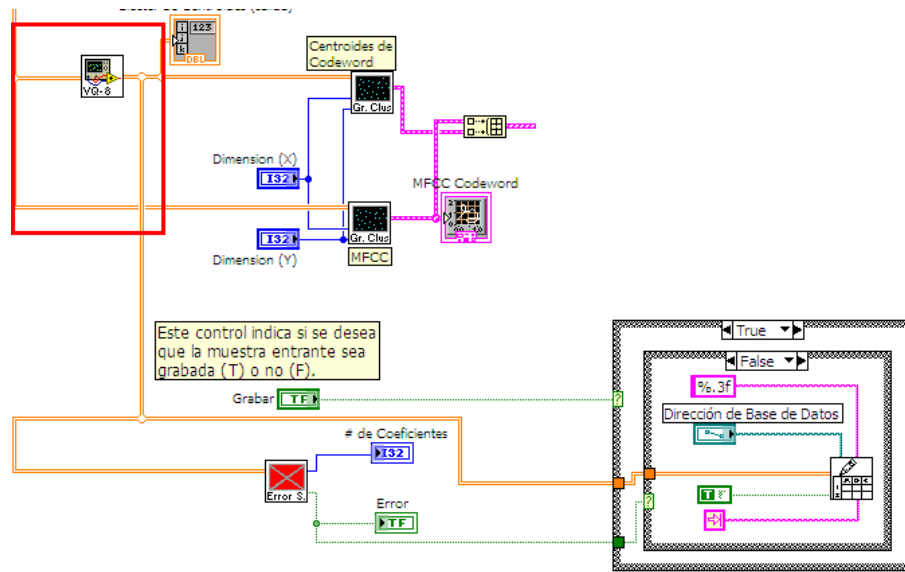 123
DBL
VQ-8
Centroides de
Codeword
Gr. Clus
Dimension (X)
I32
MFCC Codeword
Gr. Clus
I32
Dimension (Y)
MFCC
Este control indica si se desea
que la muestra entrante sea
grabada (T) o no (F).
True
False
%.3f
Grabar
TF
Dirección de Base de Datos
# de Coeficientes
I32
Error S.
T
Error
TF